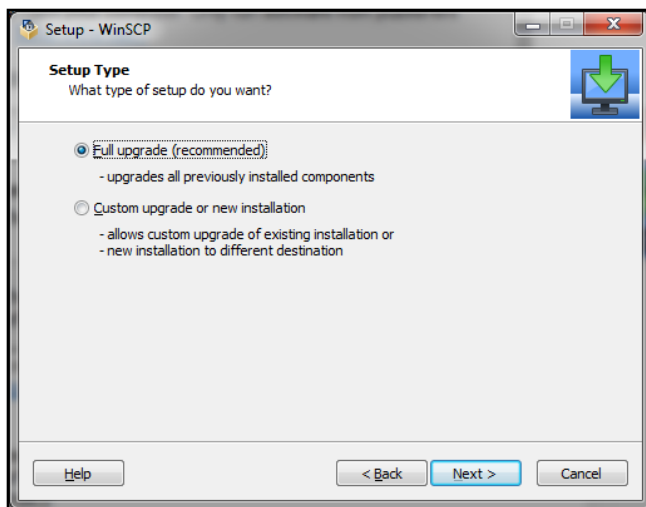 Setup - WinSCP
Setup Type
What type of setup do you want?
Full upgrade (recommended)
- upgrades all previously installed components
Custom upgrade or new installation
- allows custom upgrade of existing installation or
- new installation to different destination
Help
< Back
Next >
Cancel